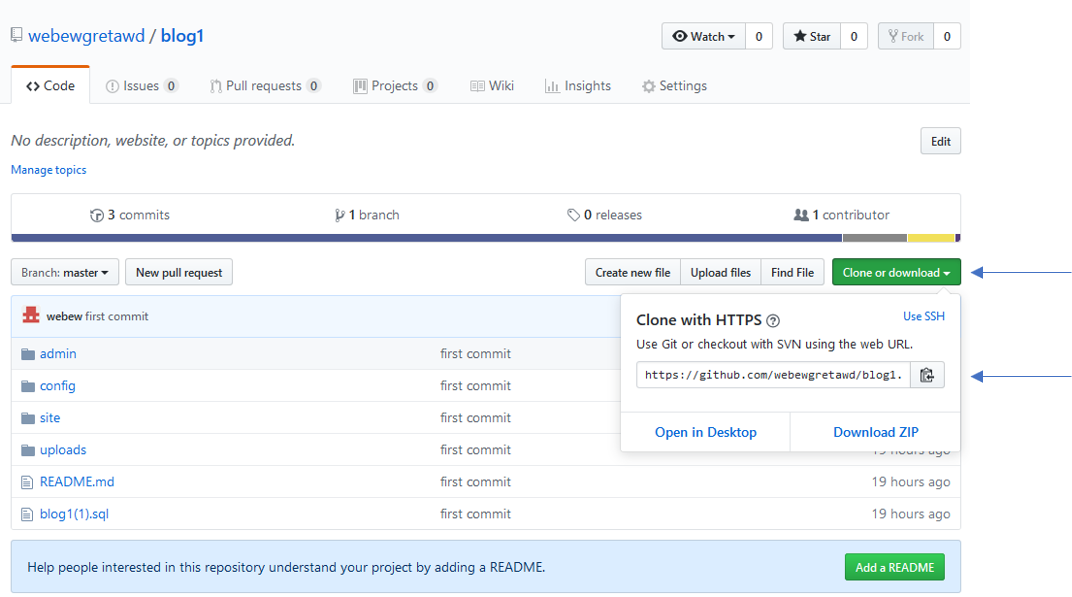 webewgretawd / blog1
Watch 0 Star 0 Fork 0
Code Issues 0 Pull requests 0 Projects 0 Wiki Insights Settings
No description, website, or topics provided. Edit
Manage topics
3 commits 1 branch 0 releases 1 contributor
Branch: master New pull request Create new file Upload files Find File Clone or download
webew first commit
Clone with HTTPS ? Use SSH
Use Git or checkout with SVN using the web URL.
https://github.com/webewgretawd/blog1.
Open in Desktop Download ZIP
admin first commit
config first commit
site first commit
uploads first commit 19 hours ago
README.md first commit 19 hours ago
blog1(1).sql first commit 19 hours ago
Help people interested in this repository understand your project by adding a README. Add a README